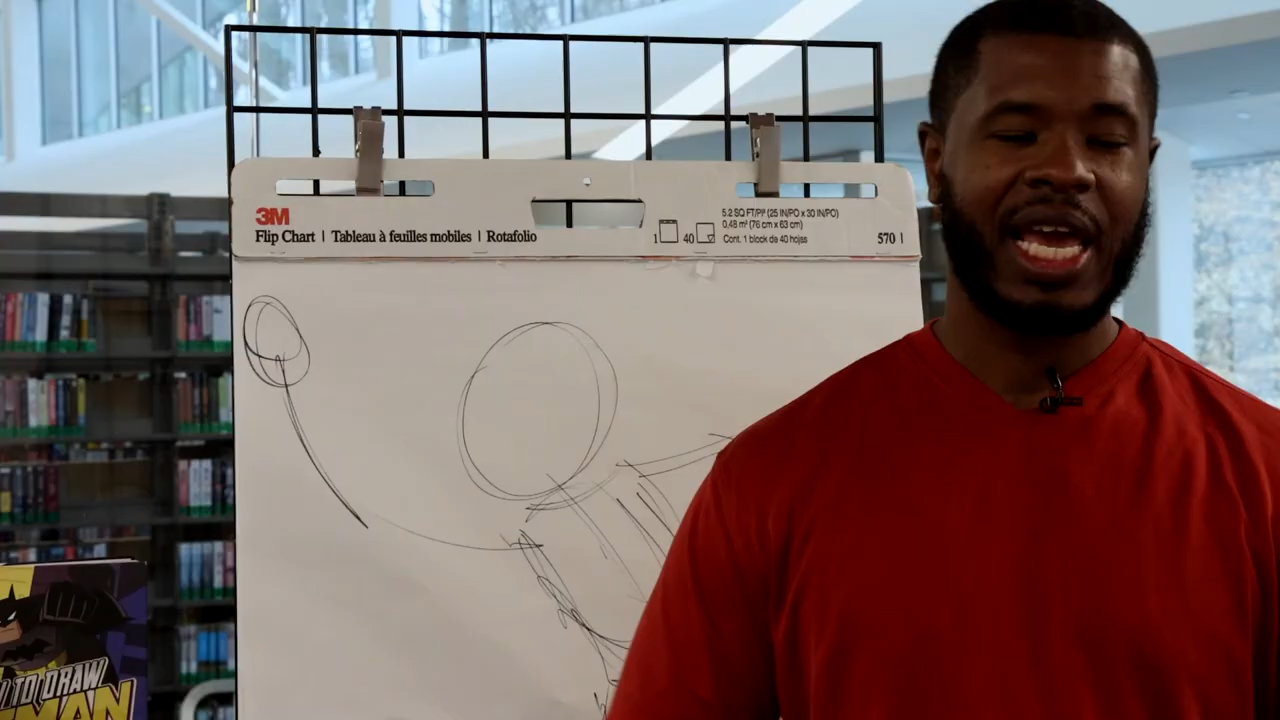 3M
Flip Chart | Tableau à feuilles mobiles | Rotafolio
1 40
5.2 SQ FT/PI² (25 IN/PO x 30 IN/PO)
0,48 m² (76 cm x 63 cm)
Cont. 1 block de 40 hojas
570
TO DRAW
MAN